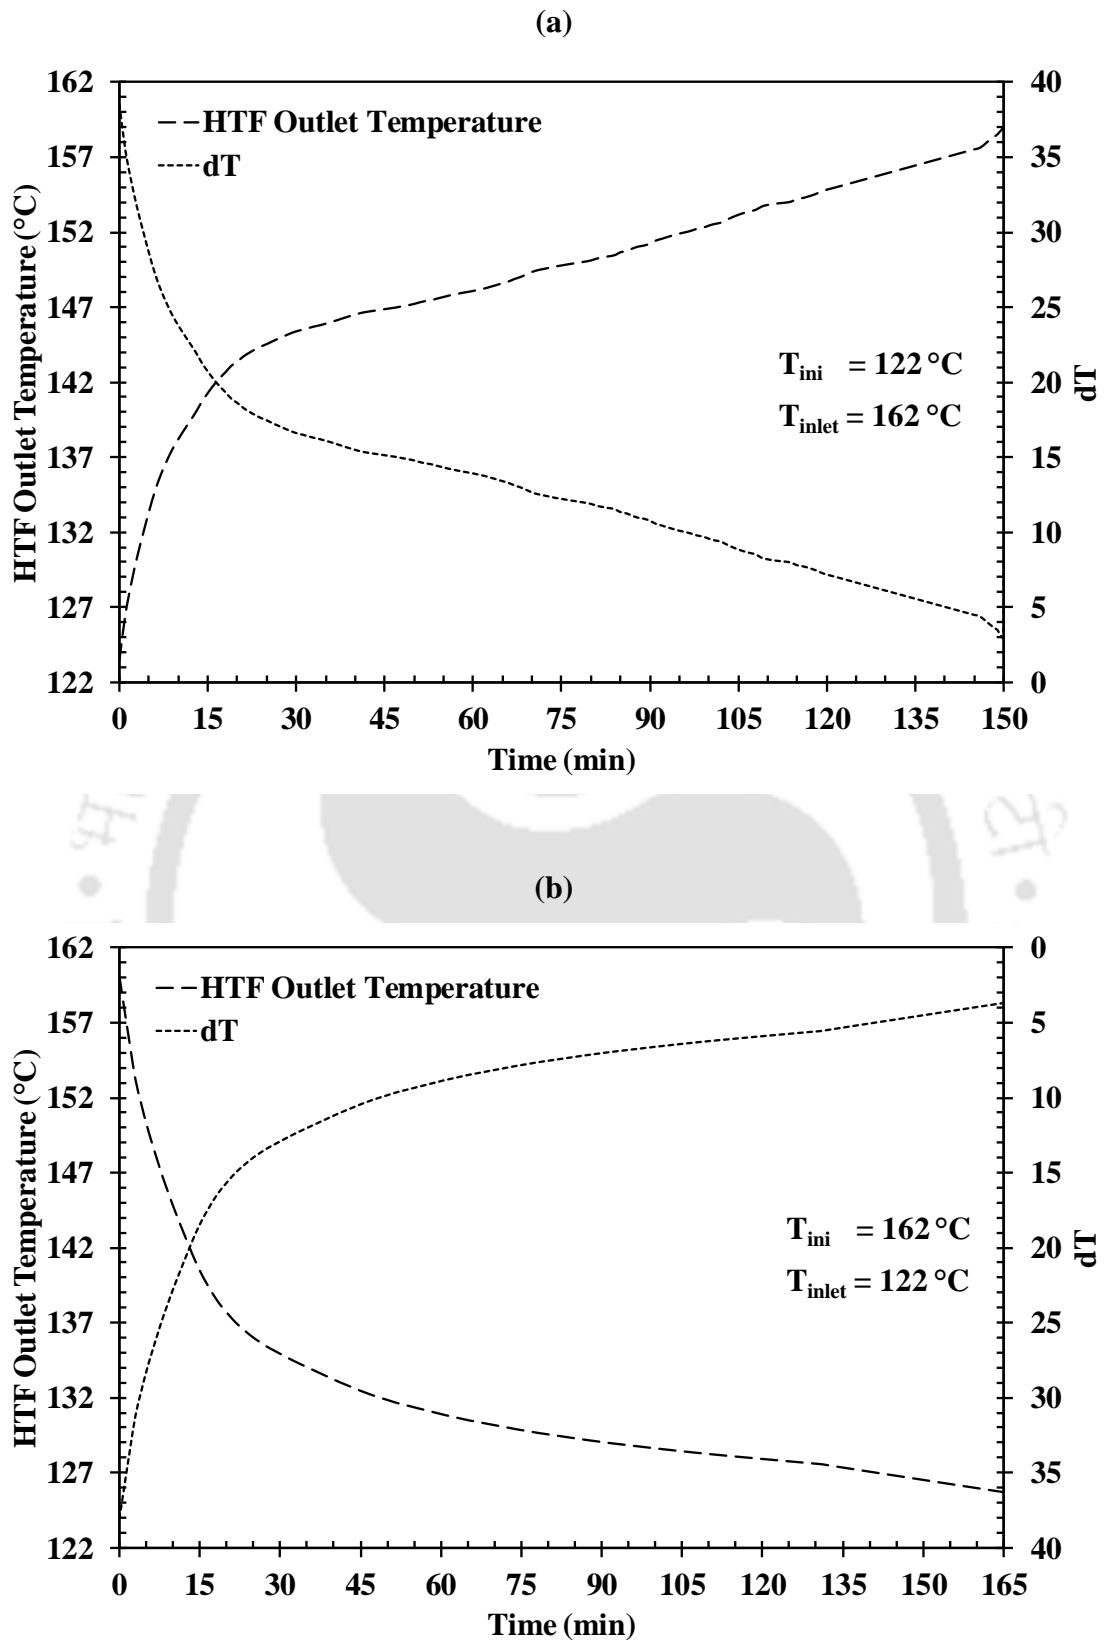 (a)
162
157
152
147
142
137
132
127
122
HTF Outlet Temperature (°C)
HTF Outlet Temperature
dT
T_ini = 122 °C
T_inlet = 162 °C
40
35
30
25
20
15
10
5
0
dT
0 15 30 45 60 75 90 105 120 135 150
Time (min)
(b)
162
157
152
147
142
137
132
127
122
HTF Outlet Temperature (°C)
HTF Outlet Temperature
dT
T_ini = 162 °C
T_inlet = 122 °C
0
5
10
15
20
25
30
35
40
dT
0 15 30 45 60 75 90 105 120 135 150 165
Time (min)